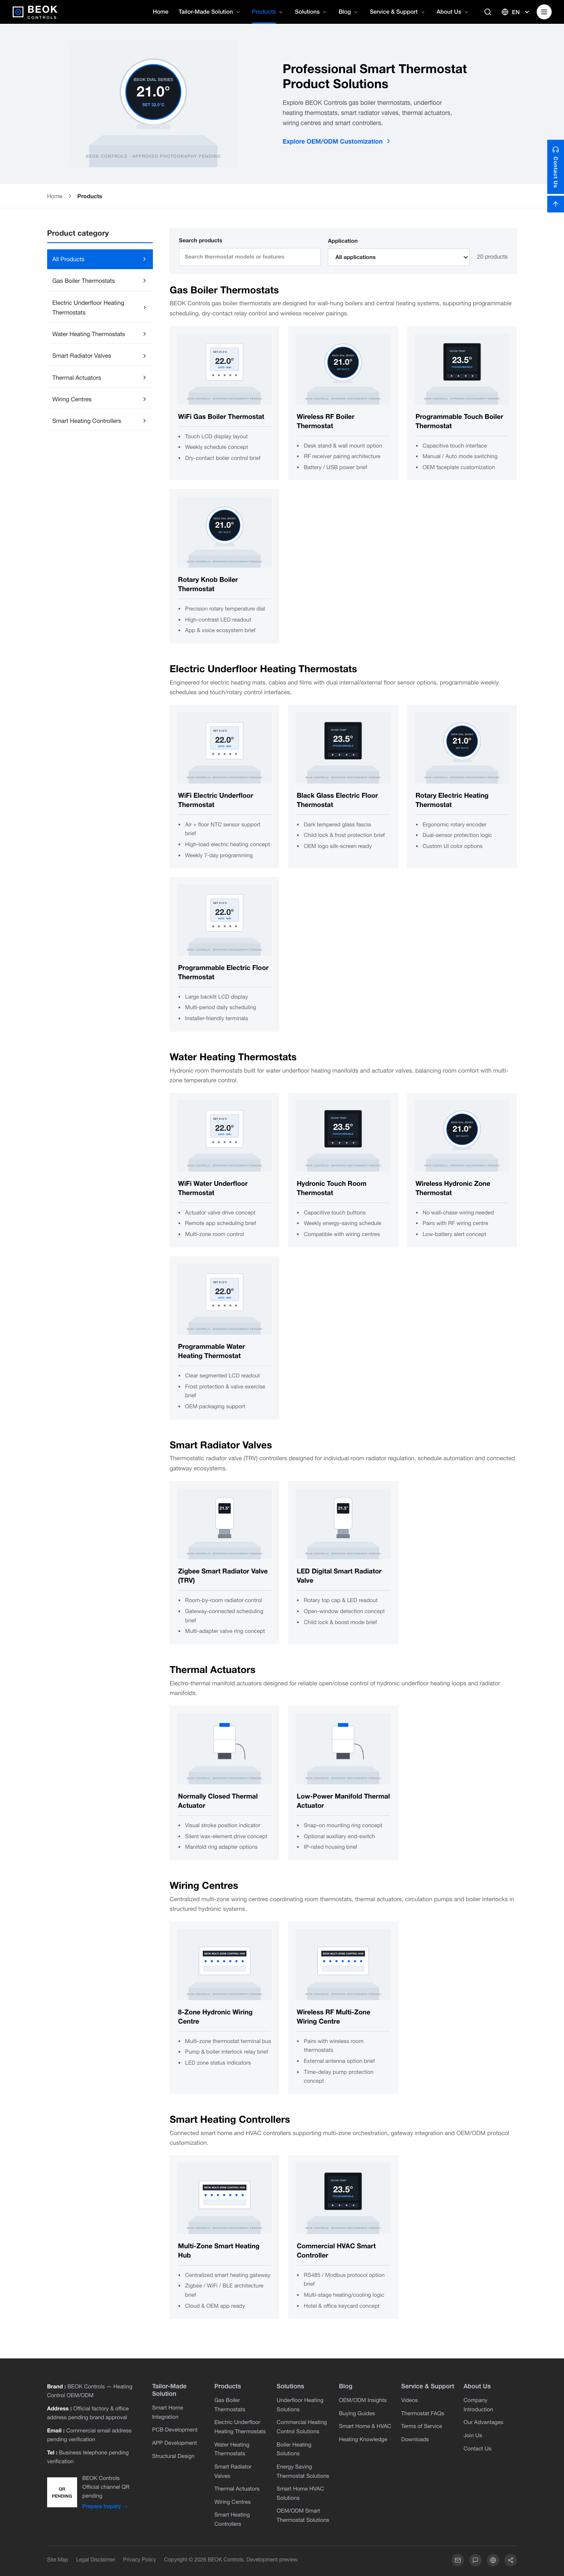 BEOK
CONTROLS
Home
Tailor-Made Solution
Products
Solutions
Blog
Service & Support
About Us
EN
BEOK DIAL SERIES
21.0°
SET 22.0°C
BEOK CONTROLS · APPROVED PHOTOGRAPHY PENDING
Professional Smart Thermostat
Product Solutions
Explore BEOK Controls gas boiler thermostats, underfloor
heating thermostats, smart radiator valves, thermal actuators,
wiring centres and smart controllers.
Explore OEM/ODM Customization
Contact Us
Home
Products
Product category
All Products
Gas Boiler Thermostats
Electric Underfloor Heating
Thermostats
Water Heating Thermostats
Smart Radiator Valves
Thermal Actuators
Wiring Centres
Smart Heating Controllers
Search products
Search thermostat models or features
Application
All applications
20 products
Gas Boiler Thermostats
BEOK Controls gas boiler thermostats are designed for wall-hung boilers and central heating systems, supporting programmable
scheduling, dry-contact relay control and wireless receiver pairings.
22.0°
WiFi Gas Boiler Thermostat
• Touch LCD display layout
• Weekly schedule concept
• Dry-contact boiler control brief
21.0°
Wireless RF Boiler
Thermostat
• Desk stand & wall mount option
• RF receiver pairing architecture
• Battery / USB power brief
23.5°
Programmable Touch Boiler
Thermostat
• Capacitive touch interface
• Manual / Auto mode switching
• OEM faceplate customization
21.0°
Rotary Knob Boiler
Thermostat
• Precision rotary temperature dial
• High-contrast LED readout
• App & voice ecosystem brief
Electric Underfloor Heating Thermostats
Engineered for electric heating mats, cables and films with dual internal/external floor sensor options, programmable weekly
schedules and touch/rotary control interfaces.
22.0°
WiFi Electric Underfloor
Thermostat
• Air + floor NTC sensor support
brief
• High-load electric heating concept
• Weekly 7-day programming
23.5°
Black Glass Electric Floor
Thermostat
• Dark tempered glass fascia
• Child lock & frost protection brief
• OEM logo silk-screen ready
21.0°
Rotary Electric Heating
Thermostat
• Ergonomic rotary encoder
• Dual-sensor protection logic
• Custom UI color options
22.0°
Programmable Electric Floor
Thermostat
• Large backlit LCD display
• Multi-period daily scheduling
• Installer-friendly terminals
Water Heating Thermostats
Hydronic room thermostats built for water underfloor heating manifolds and actuator valves, balancing room comfort with multi-
zone temperature control.
22.0°
WiFi Water Underfloor
Thermostat
• Actuator valve drive concept
• Remote app scheduling brief
• Multi-zone room control
23.5°
Hydronic Touch Room
Thermostat
• Capacitive touch buttons
• Weekly energy-saving schedule
• Compatible with wiring centres
21.0°
Wireless Hydronic Zone
Thermostat
• No wall-chase wiring needed
• Pairs with RF wiring centre
• Low-battery alert concept
22.0°
Programmable Water
Heating Thermostat
• Clear segmented LCD readout
• Frost protection & valve exercise
brief
• OEM packaging support
Smart Radiator Valves
Thermostatic radiator valve (TRV) controllers designed for individual room radiator regulation, schedule automation and connected
gateway ecosystems.
21.5°
Zigbee Smart Radiator Valve
(TRV)
• Room-by-room radiator control
• Gateway-connected scheduling
brief
• Multi-adapter valve ring concept
21.5°
LED Digital Smart Radiator
Valve
• Rotary top cap & LED readout
• Open-window detection concept
• Child lock & boost mode brief
Thermal Actuators
Electro-thermal manifold actuators designed for reliable open/close control of hydronic underfloor heating loops and radiator
manifolds.
Normally Closed Thermal
Actuator
• Visual stroke position indicator
• Silent wax-element drive concept
• Manifold ring adapter options
Low-Power Manifold Thermal
Actuator
• Snap-on mounting ring concept
• Optional auxiliary end-switch
• IP-rated housing brief
Wiring Centres
Centralized multi-zone wiring centres coordinating room thermostats, thermal actuators, circulation pumps and boiler interlocks in
structured hydronic systems.
BEOK MULTI-ZONE CONTROL HUB
8-Zone Hydronic Wiring
Centre
• Multi-zone thermostat terminal bus
• Pump & boiler interlock relay brief
• LED zone status indicators
BEOK MULTI-ZONE CONTROL HUB
Wireless RF Multi-Zone
Wiring Centre
• Pairs with wireless room
thermostats
• External antenna option brief
• Time-delay pump protection
concept
Smart Heating Controllers
Connected smart home and HVAC controllers supporting multi-zone orchestration, gateway integration and OEM/ODM protocol
customization.
BEOK MULTI-ZONE CONTROL HUB
Multi-Zone Smart Heating
Hub
• Centralized smart heating gateway
• Zigbee / WiFi / BLE architecture
brief
• Cloud & OEM app ready
23.5°
Commercial HVAC Smart
Controller
• RS485 / Modbus protocol option
brief
• Multi-stage heating/cooling logic
• Hotel & office keycard concept
Brand : BEOK Controls — Heating
Control OEM/ODM
Address : Official factory & office
address pending brand approval
Email : Commercial email address
pending verification
Tel : Business telephone pending
verification
QR
PENDING
BEOK Controls
Official channel QR
pending
Prepare Inquiry →
Tailor-Made
Solution
Smart Home
Integration
PCB Development
APP Development
Structural Design
Products
Gas Boiler
Thermostats
Electric Underfloor
Heating Thermostats
Water Heating
Thermostats
Smart Radiator
Valves
Thermal Actuators
Wiring Centres
Smart Heating
Controllers
Solutions
Underfloor Heating
Solutions
Commercial Heating
Control Solutions
Boiler Heating
Solutions
Energy Saving
Thermostat Solutions
Smart Home HVAC
Solutions
OEM/ODM Smart
Thermostat Solutions
Blog
OEM/ODM Insights
Buying Guides
Smart Home & HVAC
Heating Knowledge
Service & Support
Videos
Thermostat FAQs
Terms of Service
Downloads
About Us
Company
Introduction
Our Advantages
Join Us
Contact Us
Site Map
Legal Disclaimer
Privacy Policy
Copyright © 2026 BEOK Controls. Development preview.